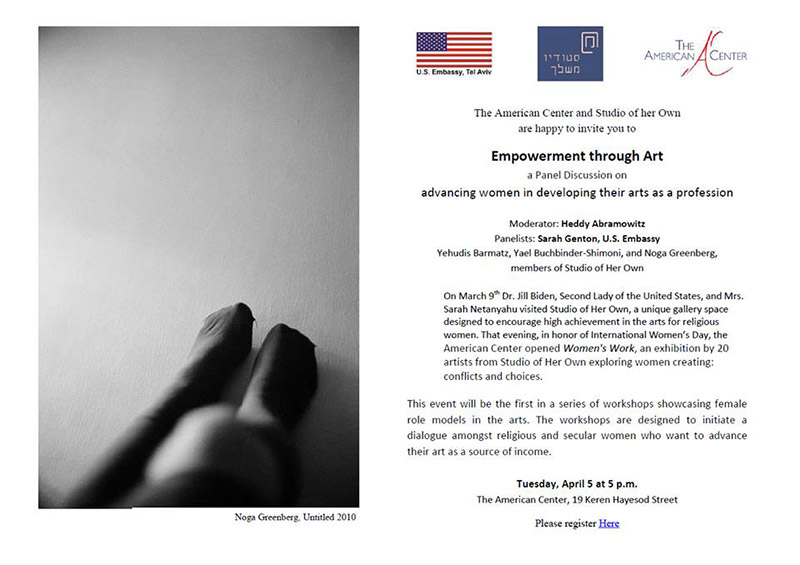 U.S. Embassy, Tel Aviv
סטודיו
משלך
THE
AMERICAN CENTER
The American Center and Studio of her Own
are happy to invite you to
Empowerment through Art
a Panel Discussion on
advancing women in developing their arts as a profession
Moderator: Heddy Abramowitz
Panelists: Sarah Genton, U.S. Embassy
Yehudis Barmatz, Yael Buchbinder-Shimoni, and Noga Greenberg,
members of Studio of Her Own
On March 9th Dr. Jill Biden, Second Lady of the United States, and Mrs.
Sarah Netanyahu visited Studio of Her Own, a unique gallery space
designed to encourage high achievement in the arts for religious
women. That evening, in honor of International Women's Day, the
American Center opened Women's Work, an exhibition by 20
artists from Studio of Her Own exploring women creating:
conflicts and choices.
This event will be the first in a series of workshops showcasing female
role models in the arts. The workshops are designed to initiate a
dialogue amongst religious and secular women who want to advance
their art as a source of income.
Tuesday, April 5 at 5 p.m.
The American Center, 19 Keren Hayesod Street
Please register Here
Noga Greenberg, Untitled 2010